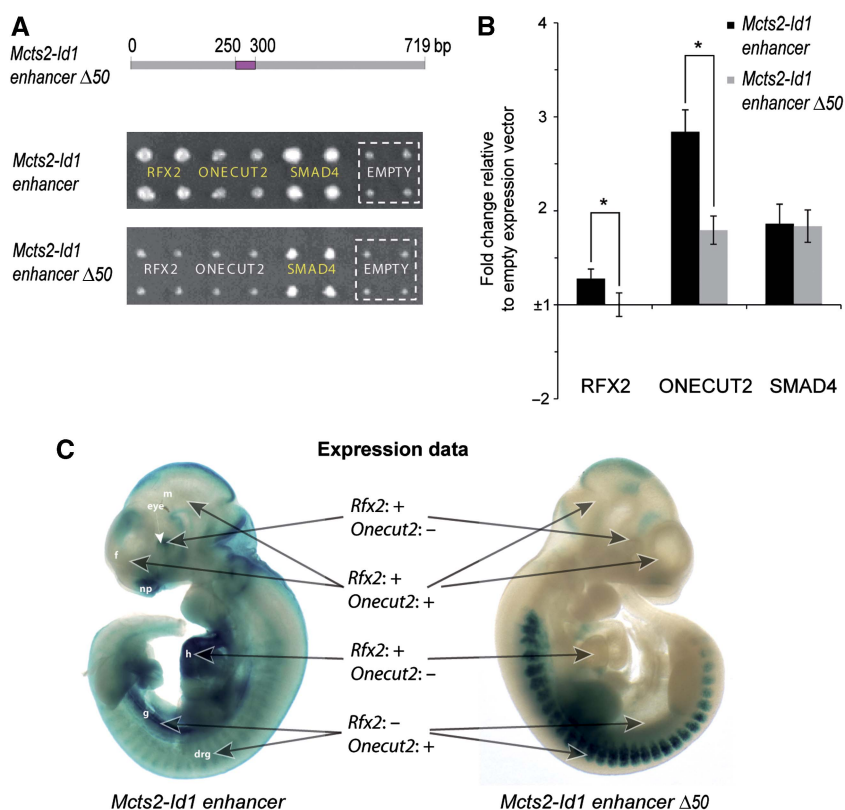 A
Mcts2-Id1
enhancer Δ50
0 250 300 719 bp
Mcts2-Id1
enhancer
RFX2 ONECUT2 SMAD4 EMPTY
Mcts2-Id1
enhancer Δ50
RFX2 ONECUT2 SMAD4 EMPTY
B
Fold change relative
to empty expression vector
4
3
2
±1
–2
*
*
Mcts2-Id1
enhancer
Mcts2-Id1
enhancer Δ50
RFX2 ONECUT2 SMAD4
C
Expression data
m
eye
f
np
h
g
drg
Rfx2: +
Onecut2: –
Rfx2: +
Onecut2: +
Rfx2: +
Onecut2: –
Rfx2: –
Onecut2: +
Mcts2-Id1 enhancer
Mcts2-Id1 enhancer Δ50